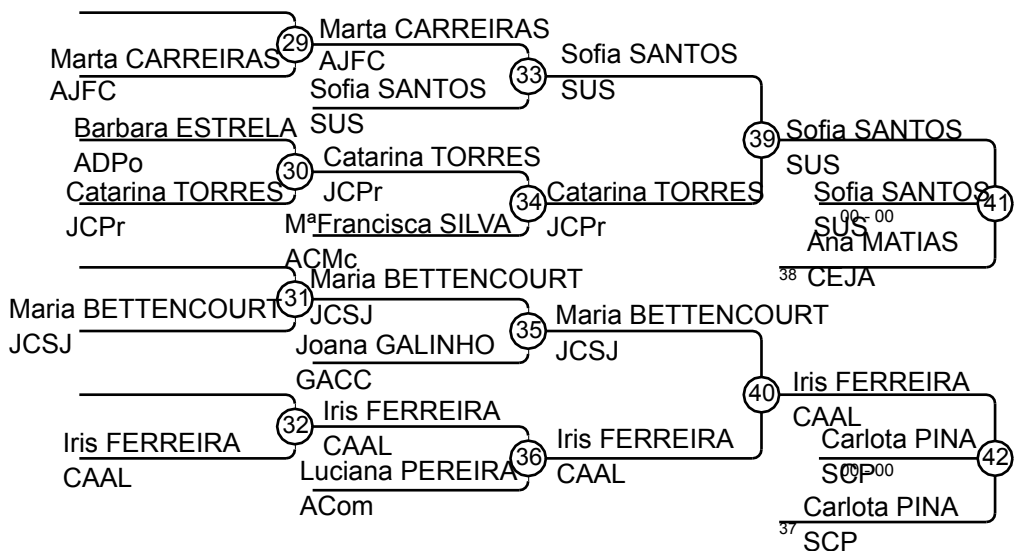 29
Marta CARREIRAS
AJFC
Marta CARREIRAS
AJFC
Sofia SANTOS
SUS
33
Sofia SANTOS
SUS
Barbara ESTRELA
ADPo
30
Catarina TORRES
JCPr
Catarina TORRES
JCPr
MªFrancisca SILVA
ACMc
34
Catarina TORRES
JCPr
39
Sofia SANTOS
SUS
Sofia SANTOS
SUS
00 - 00
41
Ana MATIAS
38 CEJA
31
Maria BETTENCOURT
JCSJ
Maria BETTENCOURT
JCSJ
Joana GALINHO
GACC
35
Maria BETTENCOURT
JCSJ
32
Iris FERREIRA
CAAL
Iris FERREIRA
CAAL
Luciana PEREIRA
ACom
36
Iris FERREIRA
CAAL
40
Iris FERREIRA
CAAL
Carlota PINA
SCP
00 - 00
42
Carlota PINA
37 SCP